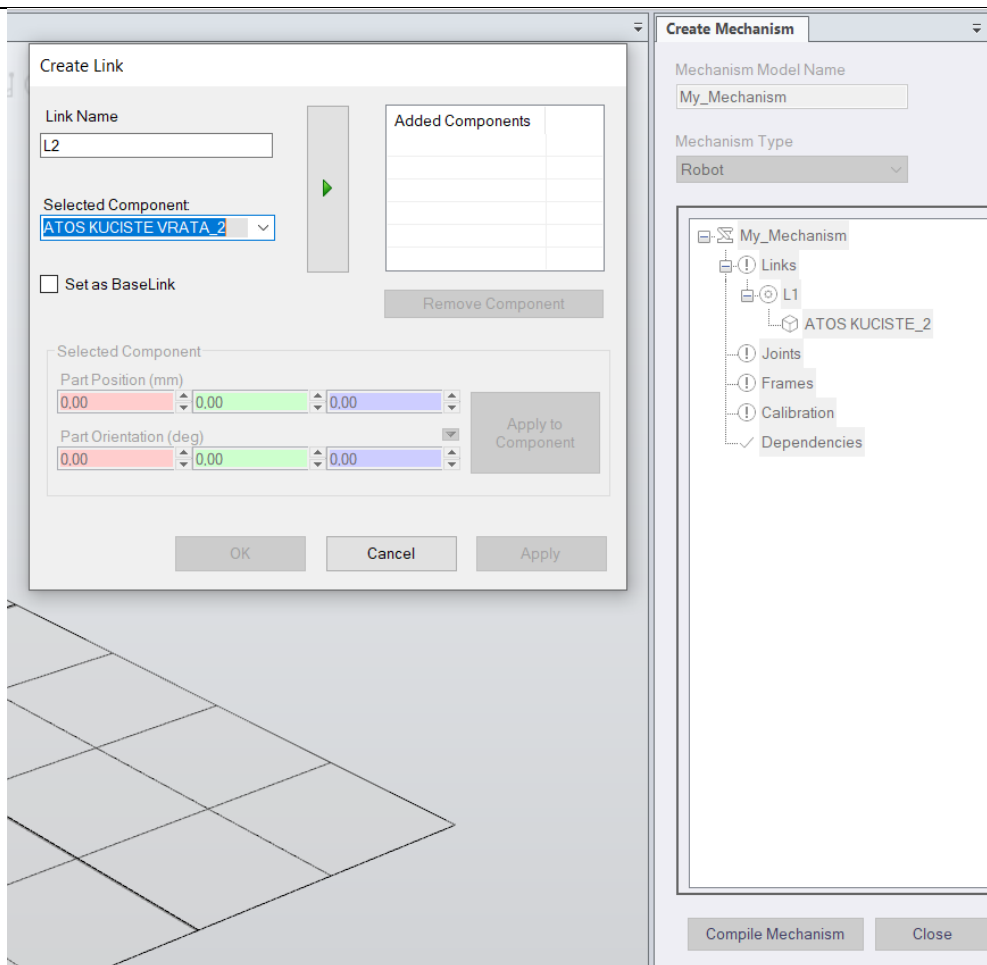 Create Link
Link Name
L2
Selected Component
ATOS KUCISTE VRATA_2
Set as BaseLink
Added Components
Remove Component
Selected Component
Part Position (mm)
0,00 0,00 0,00
Part Orientation (deg)
0,00 0,00 0,00
Apply to
Component
OK Cancel Apply
Create Mechanism
Mechanism Model Name
My_Mechanism
Mechanism Type
Robot
My_Mechanism
Links
L1
ATOS KUCISTE_2
Joints
Frames
Calibration
Dependencies
Compile Mechanism Close